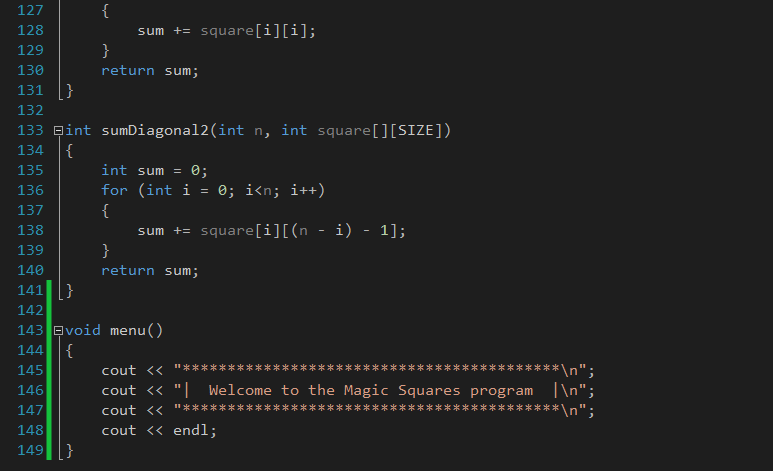 127 {
128 sum += square[i][i];
129 }
130 return sum;
131 }
132
133 int sumDiagonal2(int n, int square[][SIZE])
134 {
135 int sum = 0;
136 for (int i = 0; i<n; i++)
137 {
138 sum += square[i][(n - i) - 1];
139 }
140 return sum;
141 }
142
143 void menu()
144 {
145 cout << "******************************************\n";
146 cout << "|  Welcome to the Magic Squares program  |\n";
147 cout << "******************************************\n";
148 cout << endl;
149 }